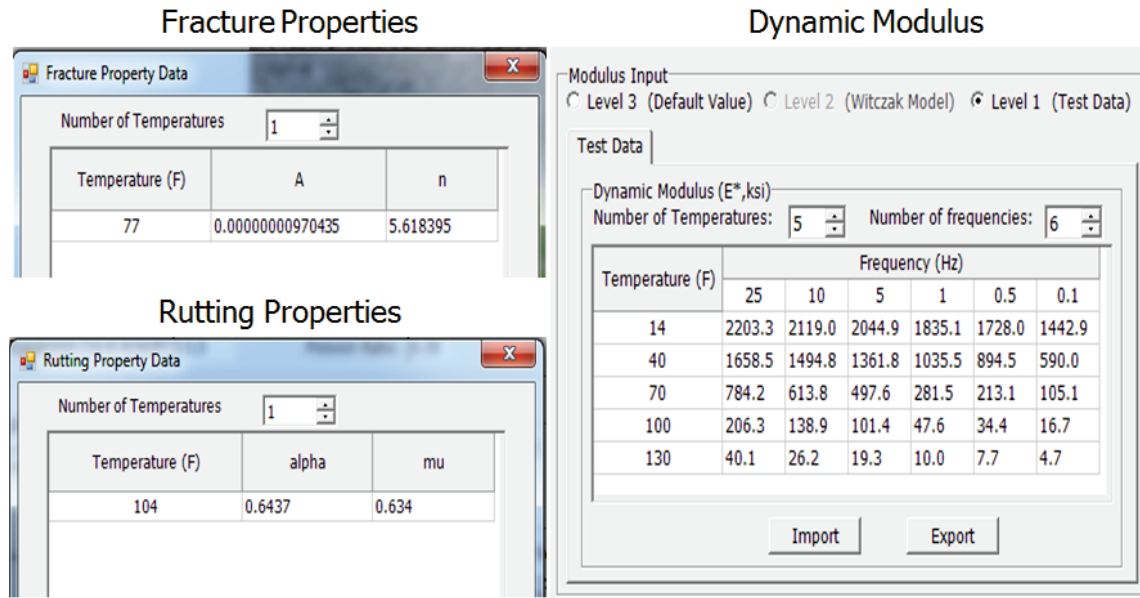 Fracture Properties
Fracture Property Data
Number of Temperatures 1
Temperature (F) A n
77 0.00000000970435 5.618395
Rutting Properties
Rutting Property Data
Number of Temperatures 1
Temperature (F) alpha mu
104 0.6437 0.634
Dynamic Modulus
Modulus Input
Level 3 (Default Value) Level 2 (Witczak Model) Level 1 (Test Data)
Test Data
Dynamic Modulus (E*,ksi)
Number of Temperatures: 5 Number of frequencies: 6
Temperature (F) Frequency (Hz)
25 10 5 1 0.5 0.1
14 2203.3 2119.0 2044.9 1835.1 1728.0 1442.9
40 1658.5 1494.8 1361.8 1035.5 894.5 590.0
70 784.2 613.8 497.6 281.5 213.1 105.1
100 206.3 138.9 101.4 47.6 34.4 16.7
130 40.1 26.2 19.3 10.0 7.7 4.7
Import Export